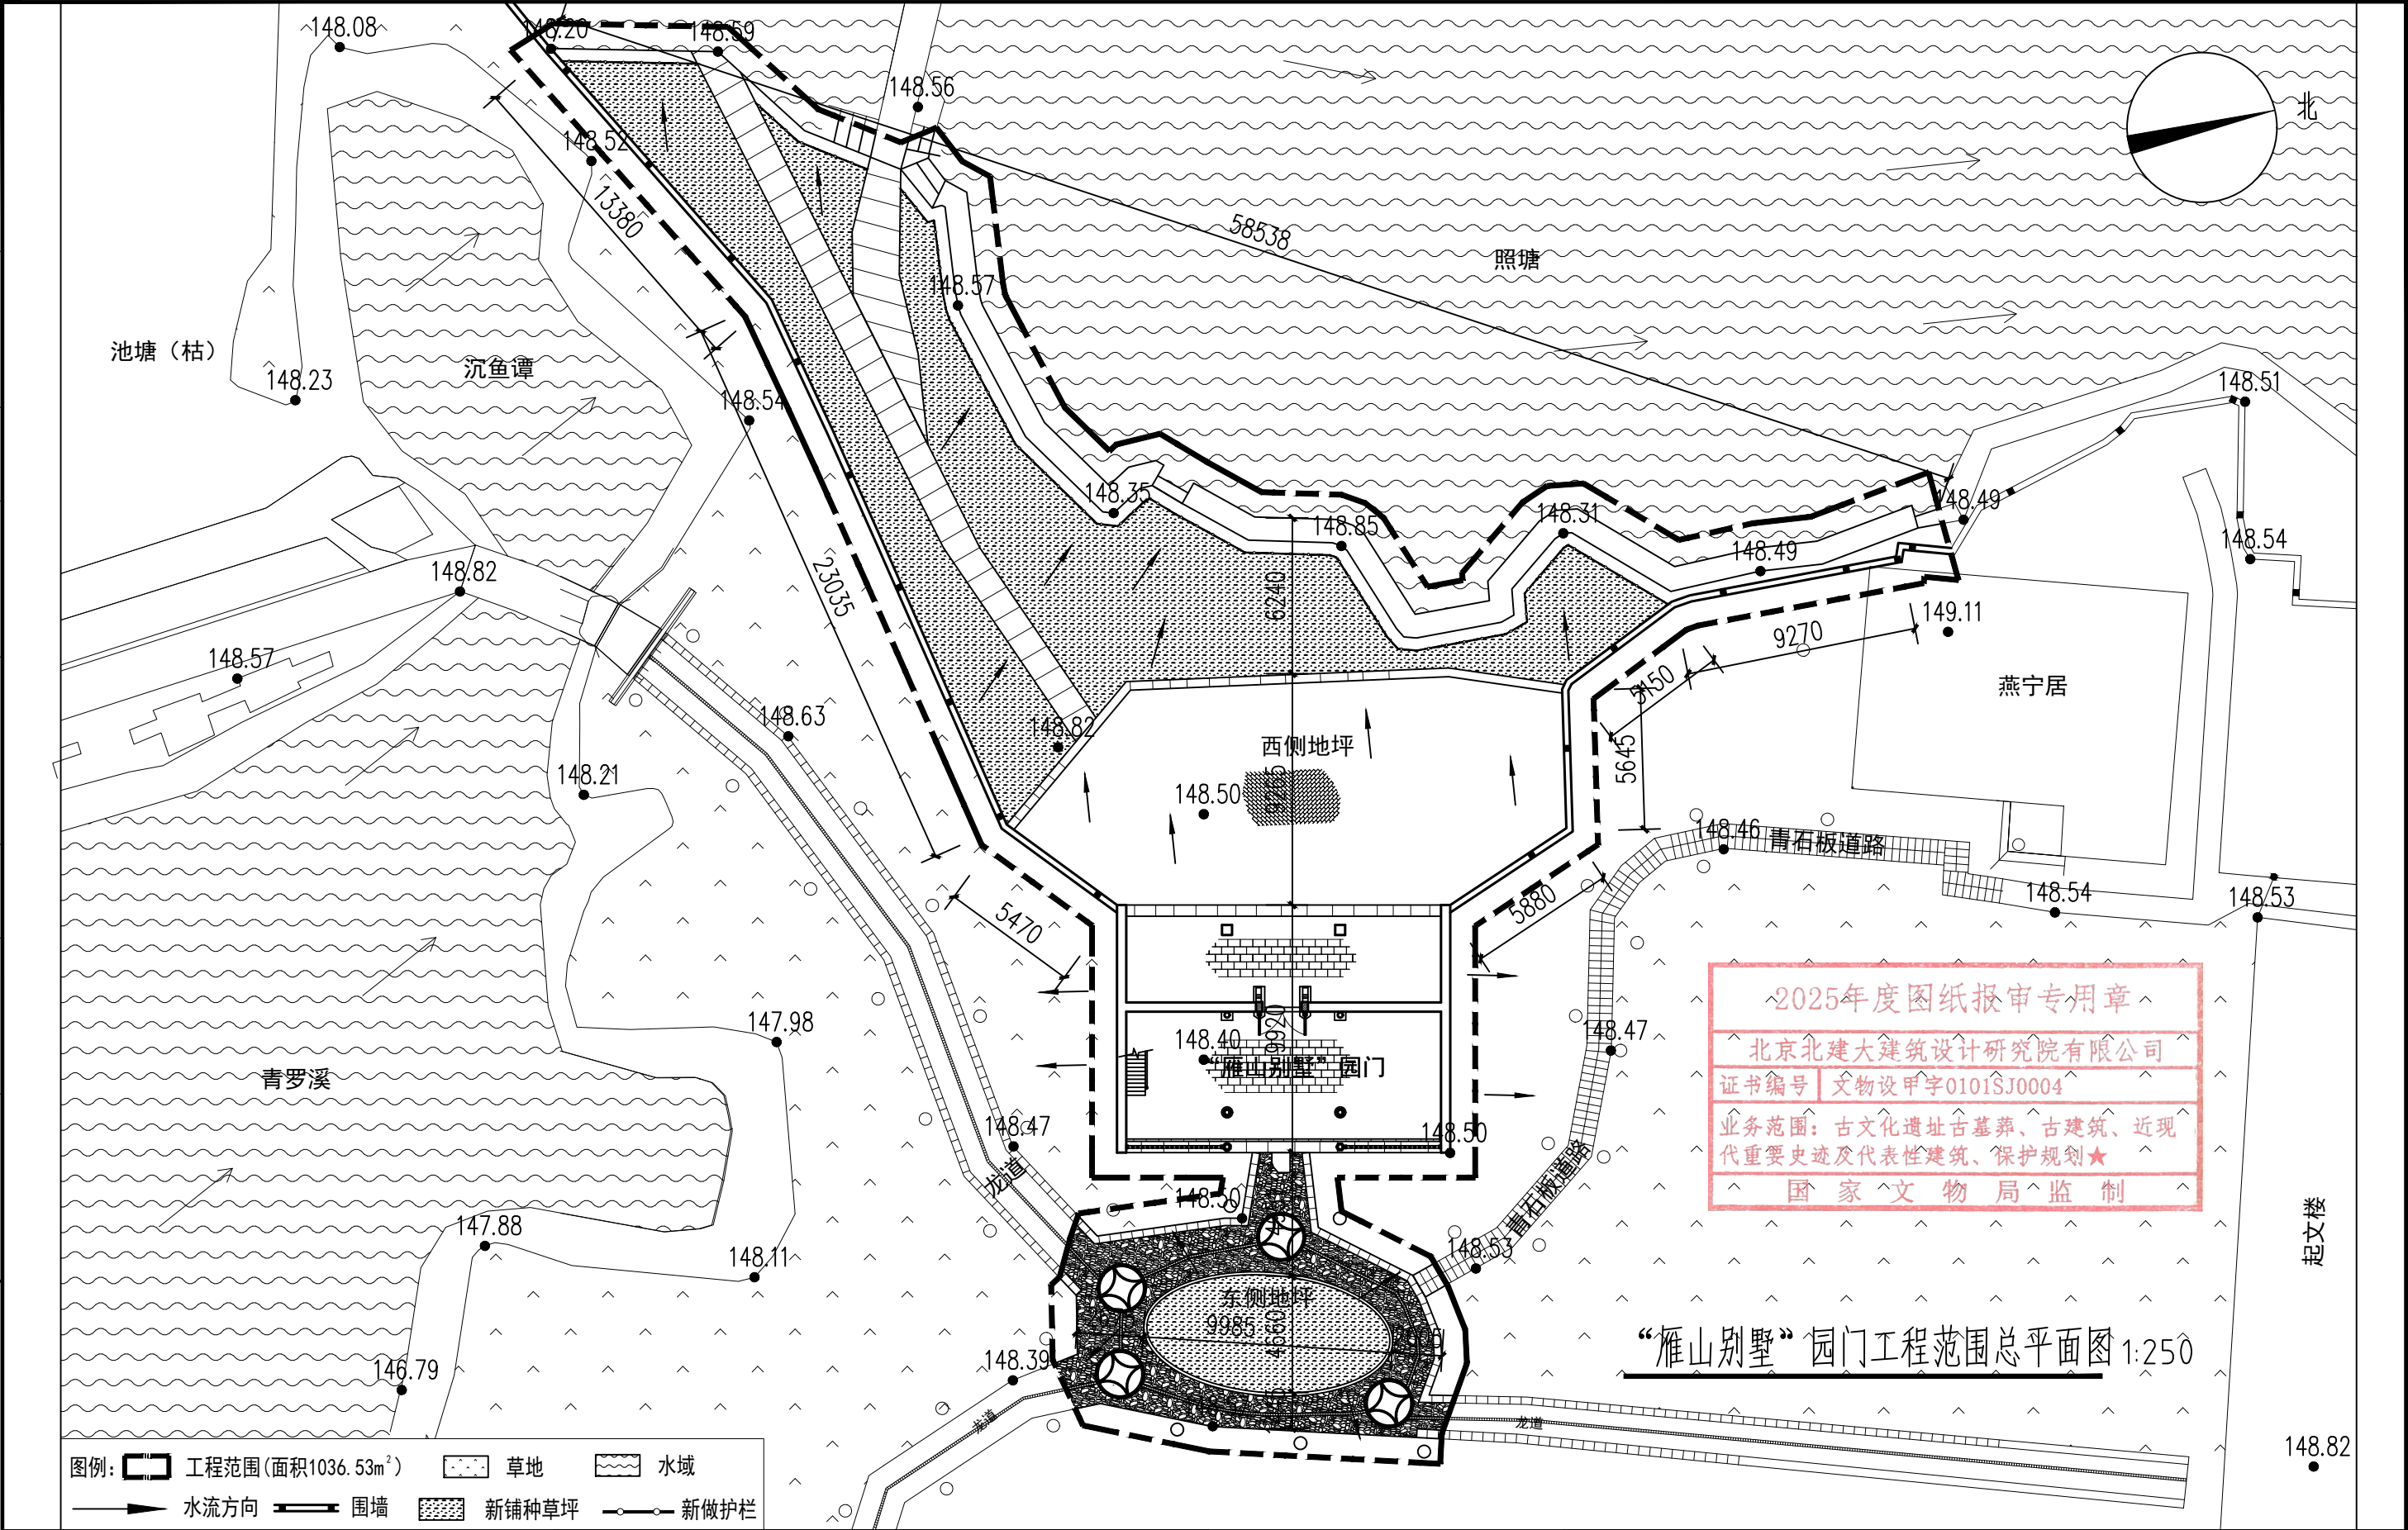 148.08
148.20
148.59
148.56
北
148.52
13380
58538
照塘
148.57
池塘（枯）
沉鱼谭
148.23
148.54
148.51
148.35
148.85
148.31
148.49
148.49
148.54
148.82
23035
6240
149.11
9270
5150
148.57
燕宁居
148.63
148.82
西侧地坪
5645
148.21
148.50
9265
148.46
青石板道路
148.54
148.53
5470
5880
2025年度图纸报审专用章
北京北建大建筑设计研究院有限公司
证书编号 文物设甲字0101SJ0004
业务范围：古文化遗址古墓葬、古建筑、近现
代重要史迹及代表性建筑、保护规划★
国家文物局监制
147.98
148.40
9920
148.47
“雁山别墅”园门
青罗溪
148.47
148.50
龙道
青石板道路
148.50
147.88
148.11
148.53
起文楼
东侧地坪
9985
4660
146.79
148.39
龙道
龙道
“雁山别墅”园门工程范围总平面图 1:250
148.82
图例：
工程范围(面积1036.53m²)
草地
水域
水流方向
围墙
新铺种草坪
新做护栏